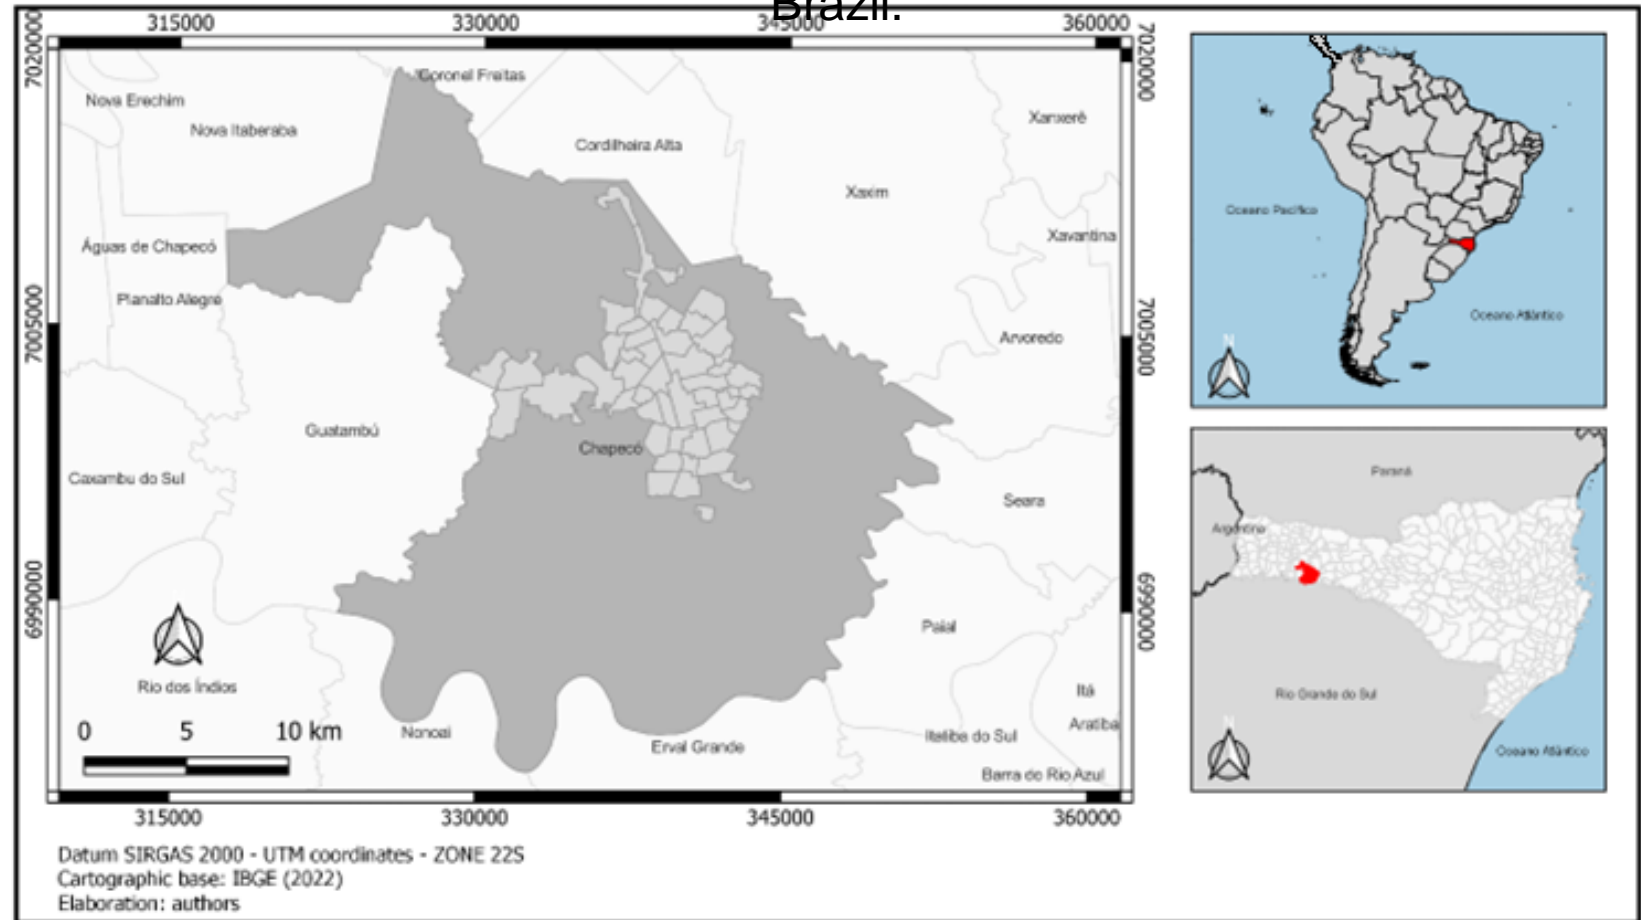 Brazil.
315000
330000
345000
360000
7020000
7020000
Coronel Freitas
Nova Erechim
Nova Itaberaba
Cordilheira Alta
Xanxerê
Xaxim
Xavantina
Águas de Chapecó
Planalto Alegre
7005000
7005000
Arvoredo
Guatambú
Chapecó
Caxambu do Sul
Seara
6990000
6990000
Paial
Rio dos Índios
Itá
Aratiba
0 5 10 km
Nonoai
Erval Grande
Itatiba do Sul
Barra do Rio Azul
315000
330000
345000
360000
Datum SIRGAS 2000 - UTM coordinates - ZONE 22S
Cartographic base: IBGE (2022)
Elaboration: authors
Oceano Pacífico
Oceano Atlântico
N
Paraná
Argentina
Rio Grande do Sul
N
Oceano Atlântico